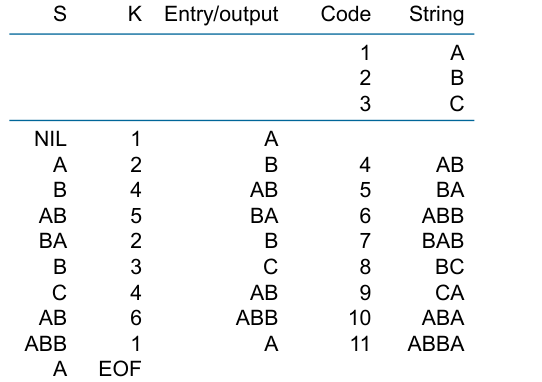 S K Entry/output Code String
1 A
2 B
3 C
NIL 1 A
A 2 B 4 AB
B 4 AB 5 BA
AB 5 BA 6 ABB
BA 2 B 7 BAB
B 3 C 8 BC
C 4 AB 9 CA
AB 6 ABB 10 ABA
ABB 1 A 11 ABBA
A EOF